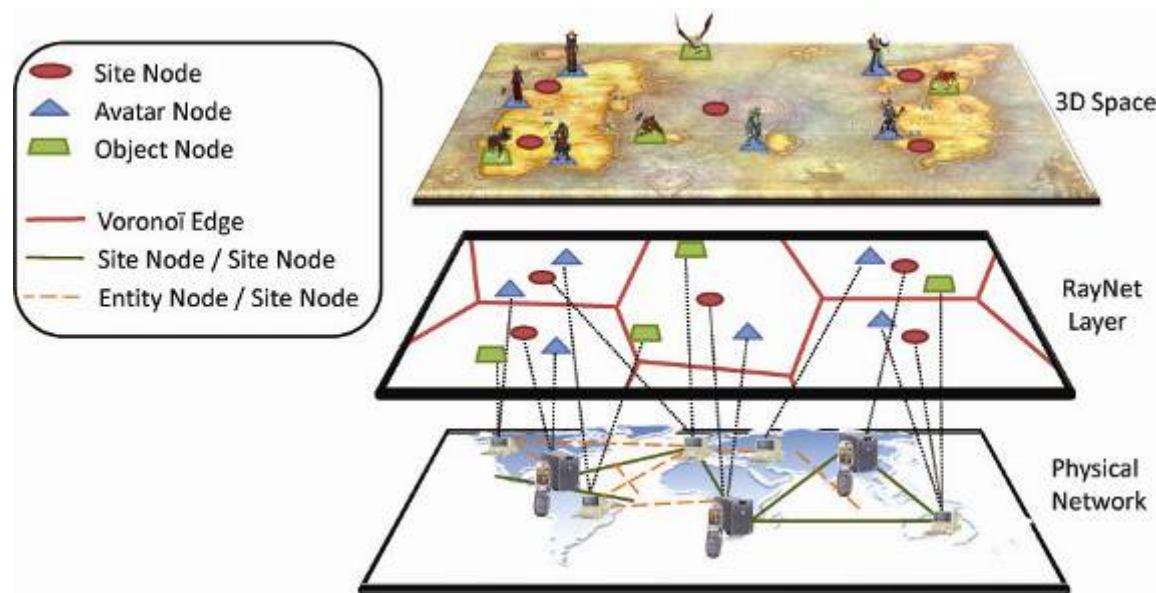 Site Node
Avatar Node
Object Node
Voronoï Edge
Site Node / Site Node
Entity Node / Site Node
3D Space
RayNet
Layer
Physical
Network